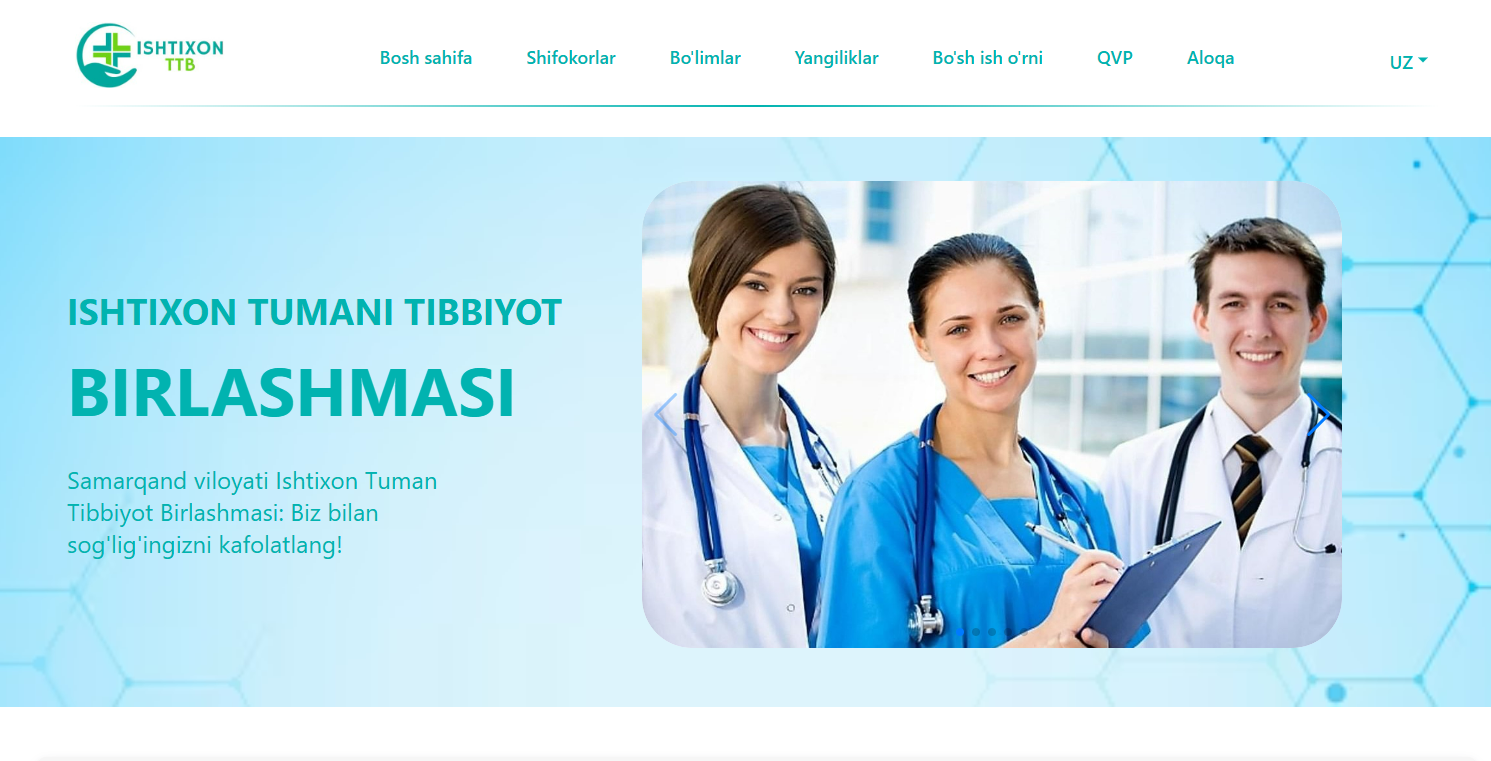 ISHTIXON
TTB
Bosh sahifa
Shifokorlar
Bo'limlar
Yangiliklar
Bo'sh ish o'rni
QVP
Aloqa
UZ
ISHTIXON TUMANI TIBBIYOT
BIRLASHMASI
Samarqand viloyati Ishtixon Tuman
Tibbiyot Birlashmasi: Biz bilan
sog'lig'ingizni kafolatlang!